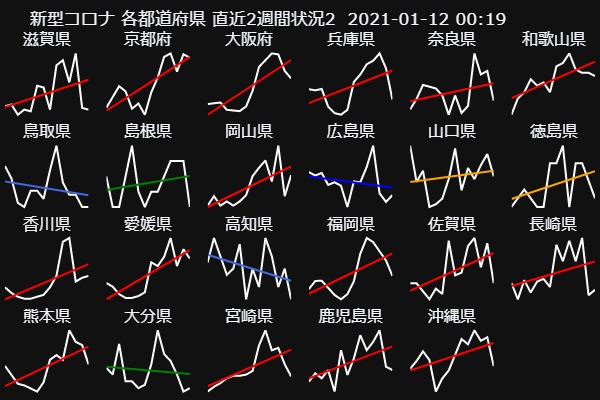 新型コロナ 各都道府県 直近2週間状況2 2021-01-12 00:19
滋賀県 京都府 大阪府 兵庫県 奈良県 和歌山県
鳥取県 島根県 岡山県 広島県 山口県 徳島県
香川県 愛媛県 高知県 福岡県 佐賀県 長崎県
熊本県 大分県 宮崎県 鹿児島県 沖縄県